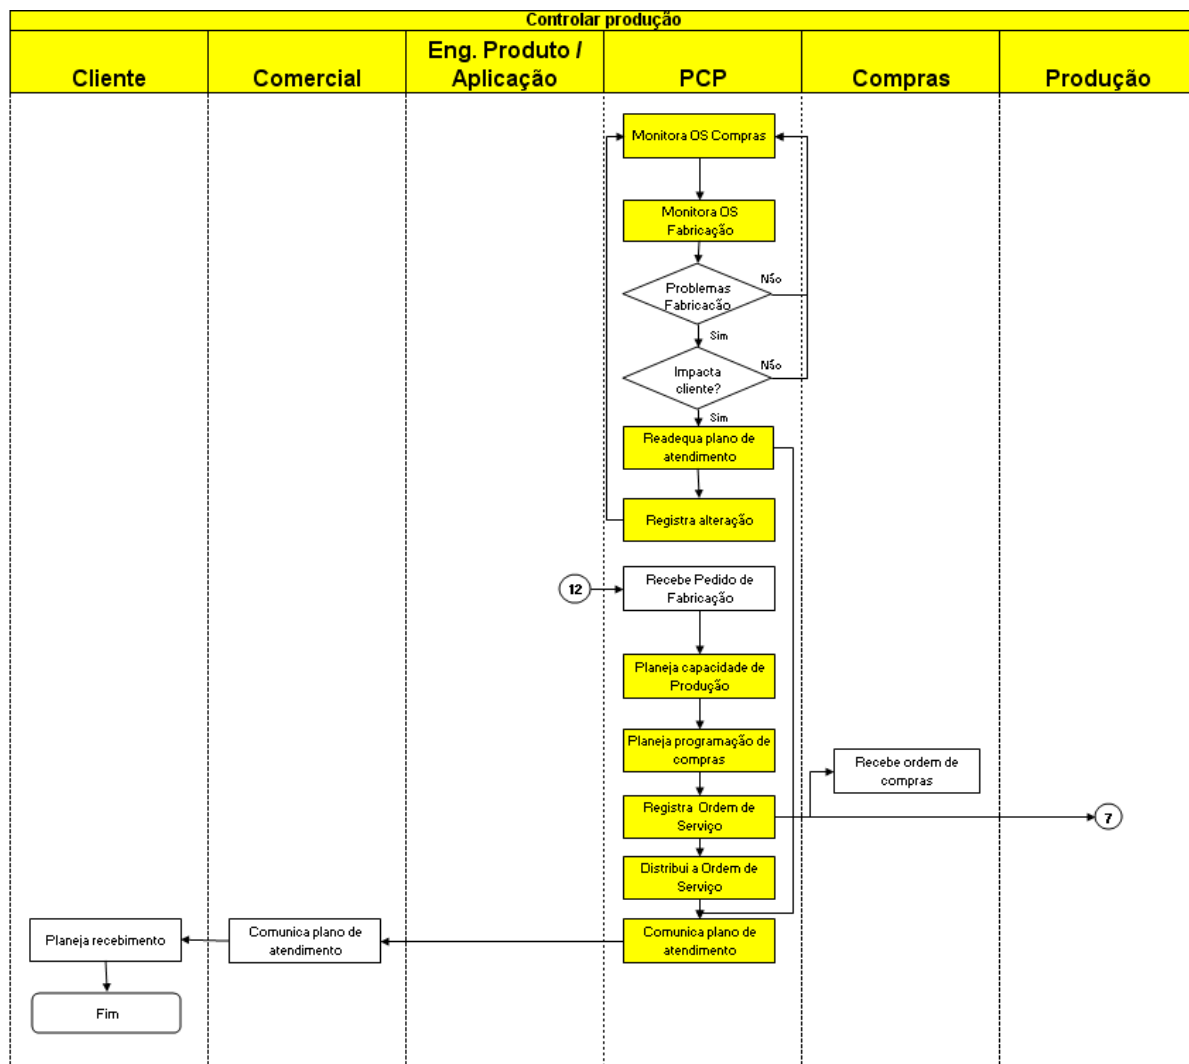 Controlar produção
Cliente
Comercial
Eng. Produto /
Aplicação
PCP
Compras
Produção
Monitora OS Compras
Monitora OS
Fabricação
Problemas
Fabricacão
Não
Sim
Impacta
cliente?
Não
Sim
Readequa plano de
atendimento
Registra alteração
12
Recebe Pedido de
Fabricação
Planeja capacidade de
Produção
Planeja programação de
compras
Recebe ordem de
compras
Registra Ordem de
Serviço
7
Distribui a Ordem de
Serviço
Planeja recebimento
Comunica plano de
atendimento
Comunica plano de
atendimento
Fim